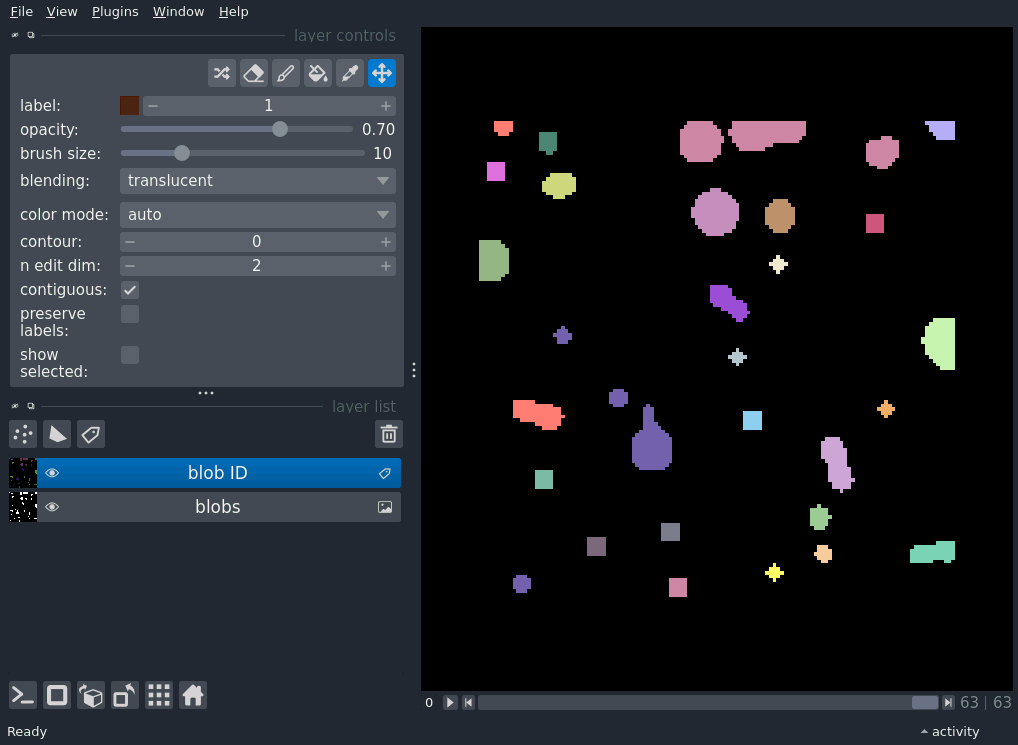 File View Plugins Window Help
layer controls
label: 1
opacity: 0.70
brush size: 10
blending: translucent
color mode: auto
contour: 0
n edit dim: 2
contiguous:
preserve
labels:
show
selected:
layer list
blob ID
blobs
0 63 | 63
Ready activity